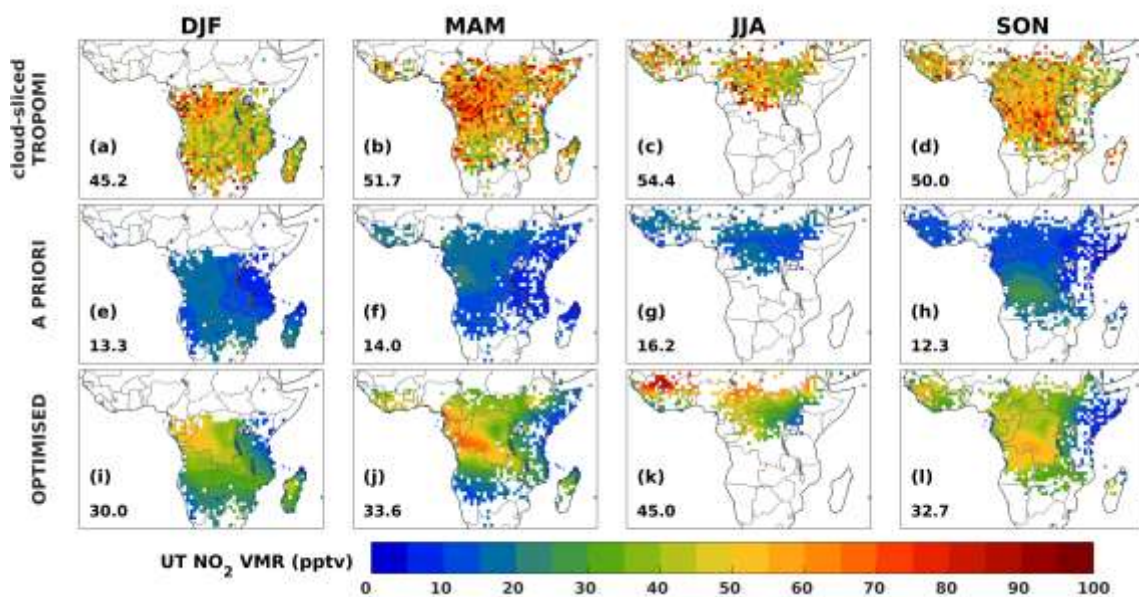 DJF MAM JJA SON
cloud-sliced
TROPOMI
(a) (b) (c) (d)
45.2 51.7 54.4 50.0
A PRIORI
(e) (f) (g) (h)
13.3 14.0 16.2 12.3
OPTIMISED
(i) (j) (k) (l)
30.0 33.6 45.0 32.7
UT NO₂ VMR (pptv)
0 10 20 30 40 50 60 70 80 90 100